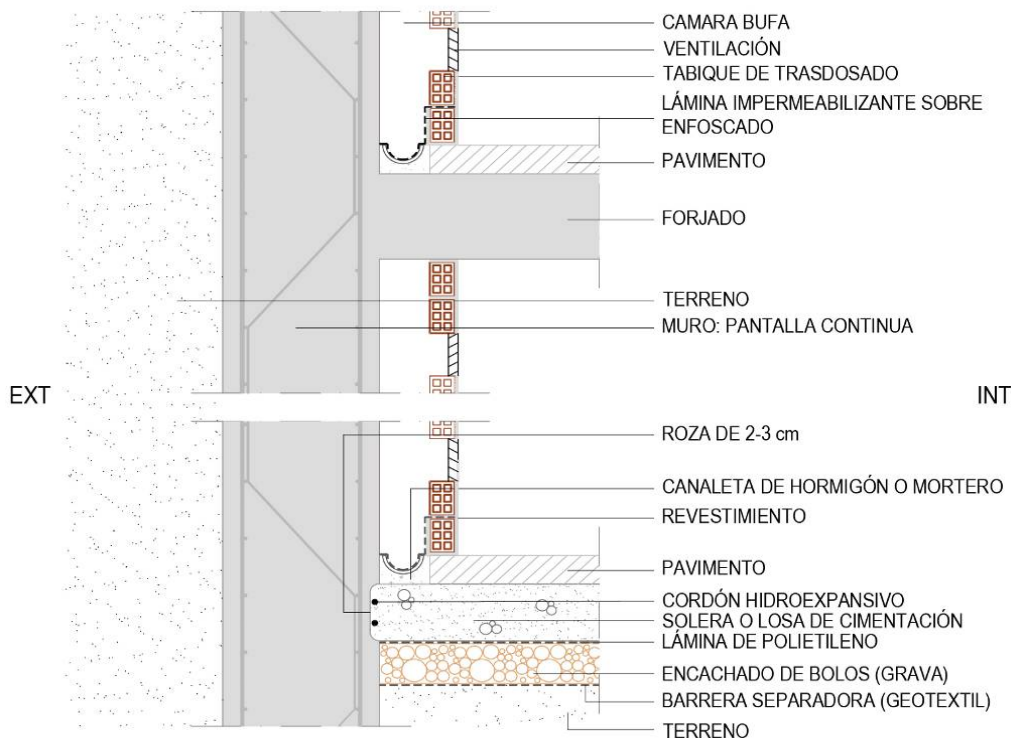 CAMARA BUFA
VENTILACIÓN
TABIQUE DE TRASDOSADO
LÁMINA IMPERMEABILIZANTE SOBRE
ENFOSCADO
PAVIMENTO
FORJADO
TERRENO
MURO: PANTALLA CONTINUA
EXT
INT
ROZA DE 2-3 cm
CANALETA DE HORMIGÓN O MORTERO
REVESTIMIENTO
PAVIMENTO
CORDÓN HIDROEXPANSIVO
SOLERA O LOSA DE CIMENTACIÓN
LÁMINA DE POLIETILENO
ENCACHADO DE BOLOS (GRAVA)
BARRERA SEPARADORA (GEOTEXTIL)
TERRENO